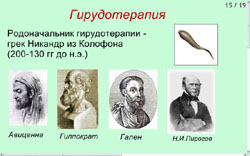 15 / 19
Гирудотерапия
Родоначальник гирудотерапии -
грек Никандр из Колофона
(200-130 гг до н.э.)
Авиценна
Гиппократ
Гален
Н.И.Пирогов